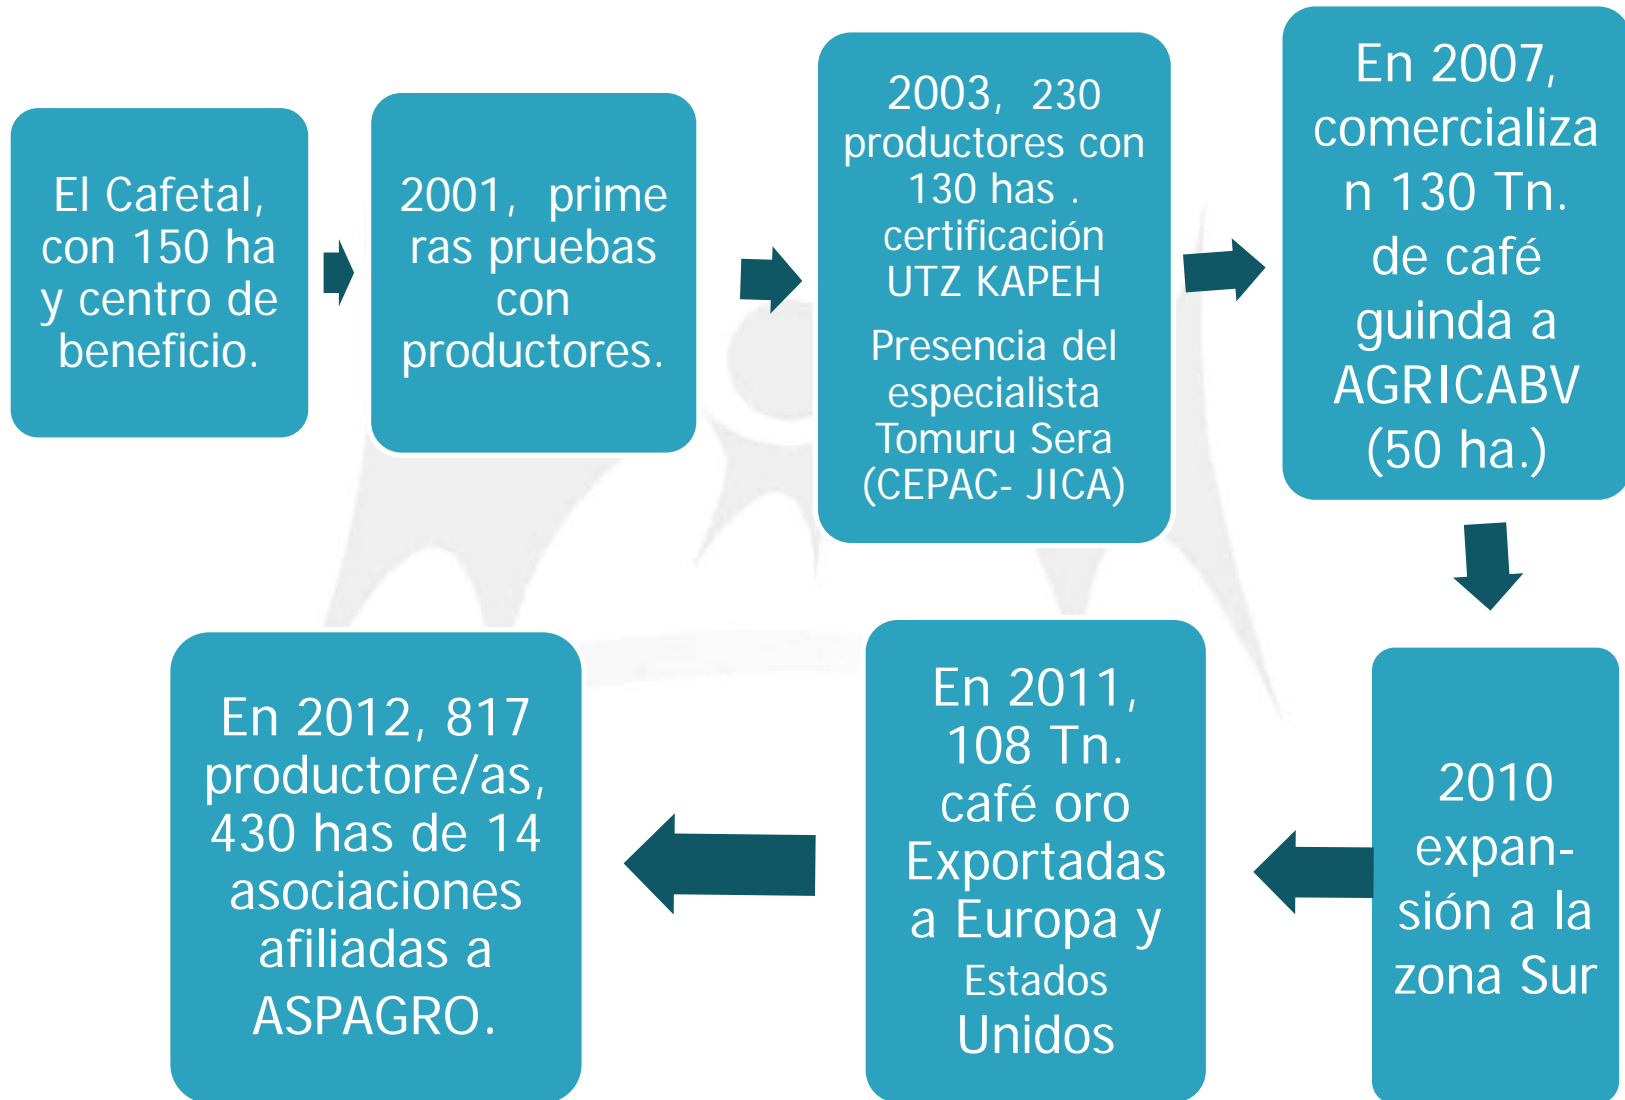 El Cafetal,
con 150 ha
y centro de
beneficio.
2001, prime
ras pruebas
con
productores.
2003, 230
productores con
130 has .
certificación
UTZ KAPEH
Presencia del
especialista
Tomuru Sera
(CEPAC- JICA)
En 2007,
comercializa
n 130 Tn.
de café
guinda a
AGRICABV
(50 ha.)
2010
expan-
sión a la
zona Sur
En 2011,
108 Tn.
café oro
Exportadas
a Europa y
Estados
Unidos
En 2012, 817
productore/as,
430 has de 14
asociaciones
afiliadas a
ASPAGRO.